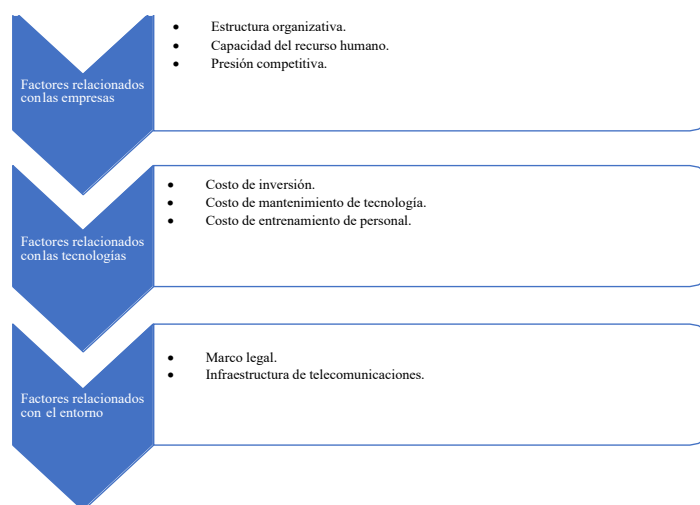 • Estructura organizativa.
• Capacidad del recurso humano.
• Presión competitiva.
Factores relacionados
con las empresas
• Costo de inversión.
• Costo de mantenimiento de tecnología.
• Costo de entrenamiento de personal.
Factores relacionados
con las tecnologías
• Marco legal.
• Infraestructura de telecomunicaciones.
Factores relacionados
con el entorno